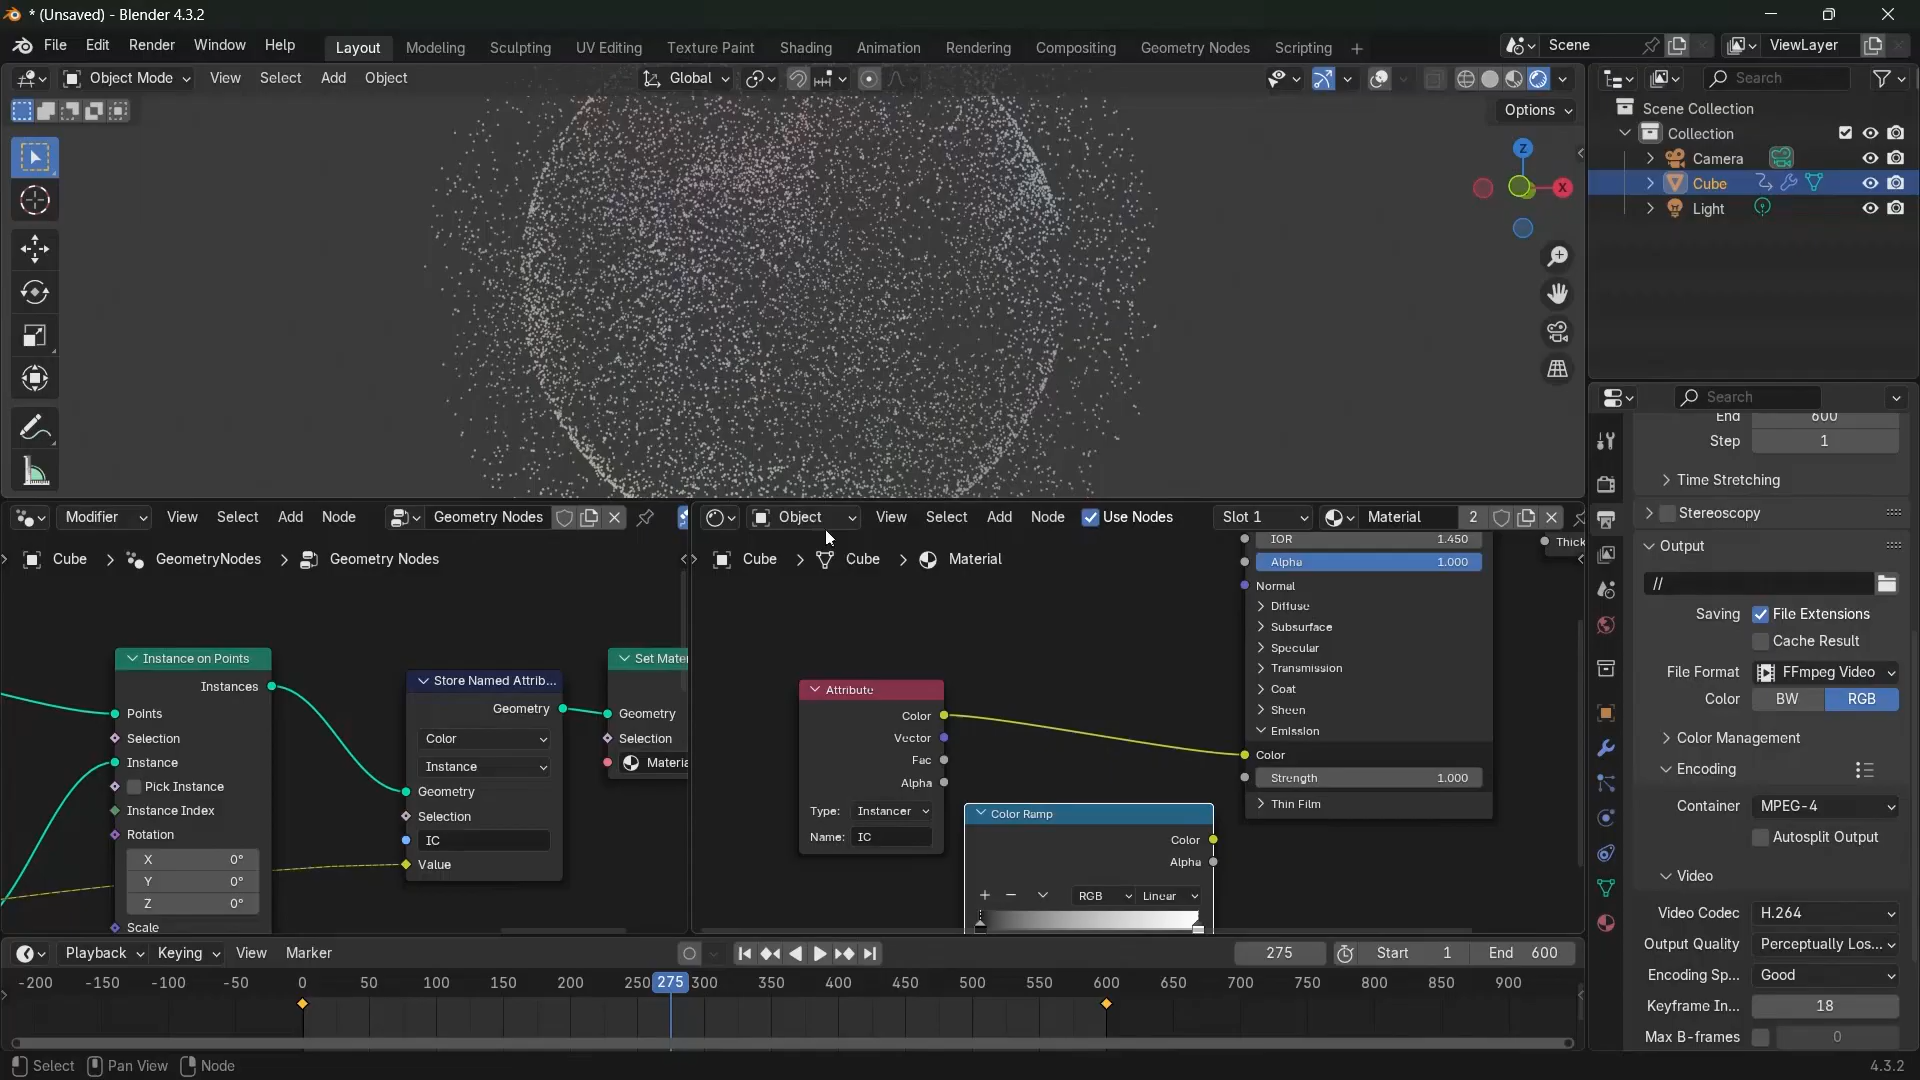 * (Unsaved) - Blender 4.3.2
File Edit Render Window Help
Layout Modeling Sculpting UV Editing Texture Paint Shading Animation Rendering Compositing Geometry Nodes Scripting +
Scene
ViewLayer
Object Mode View Select Add Object
Global
Options
Z
X
Search
Scene Collection
Collection
Camera
Cube
Light
Search
End 600
Step 1
Time Stretching
Stereoscopy
Output
//
Saving File Extensions
Cache Result
File Format FFmpeg Video
Color BW RGB
Color Management
Encoding
Container MPEG-4
Autosplit Output
Video
Video Codec H.264
Output Quality Perceptually Los...
Encoding Sp... Good
Keyframe In... 18
Max B-frames 0
Modifier View Select Add Node Geometry Nodes
Cube > GeometryNodes > Geometry Nodes
Instance on Points
Instances
Points
Selection
Instance
Pick Instance
Instance Index
Rotation
X 0°
Y 0°
Z 0°
Scale
Store Named Attrib...
Geometry
Color
Instance
Geometry
Selection
IC
Value
Set Mate
Geometry
Selection
Materia
Object View Select Add Node Use Nodes Slot 1 Material 2
Cube > Cube > Material
Attribute
Color
Vector
Fac
Alpha
Type: Instancer
Name: IC
Color Ramp
Color
Alpha
RGB Linear
IOR 1.450
Alpha 1.000
Normal
Diffuse
Subsurface
Specular
Transmission
Coat
Sheen
Emission
Color
Strength 1.000
Thin Film
Thick
Playback Keying View Marker
275 Start 1 End 600
-200 -150 -100 -50 0 50 100 150 200 250 275 300 350 400 450 500 550 600 650 700 750 800 850 900
Select Pan View Node
4.3.2